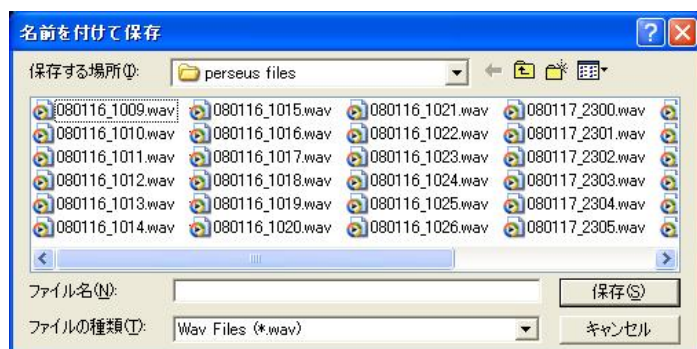 名前を付けて保存
保存する場所(I): perseus files
080116_1009.wav 080116_1015.wav 080116_1021.wav 080117_2300.wav
080116_1010.wav 080116_1016.wav 080116_1022.wav 080117_2301.wav
080116_1011.wav 080116_1017.wav 080116_1023.wav 080117_2302.wav
080116_1012.wav 080116_1018.wav 080116_1024.wav 080117_2303.wav
080116_1013.wav 080116_1019.wav 080116_1025.wav 080117_2304.wav
080116_1014.wav 080116_1020.wav 080116_1026.wav 080117_2305.wav
ファイル名(N): 保存(S)
ファイルの種類(T): Wav Files (*.wav) キャンセル